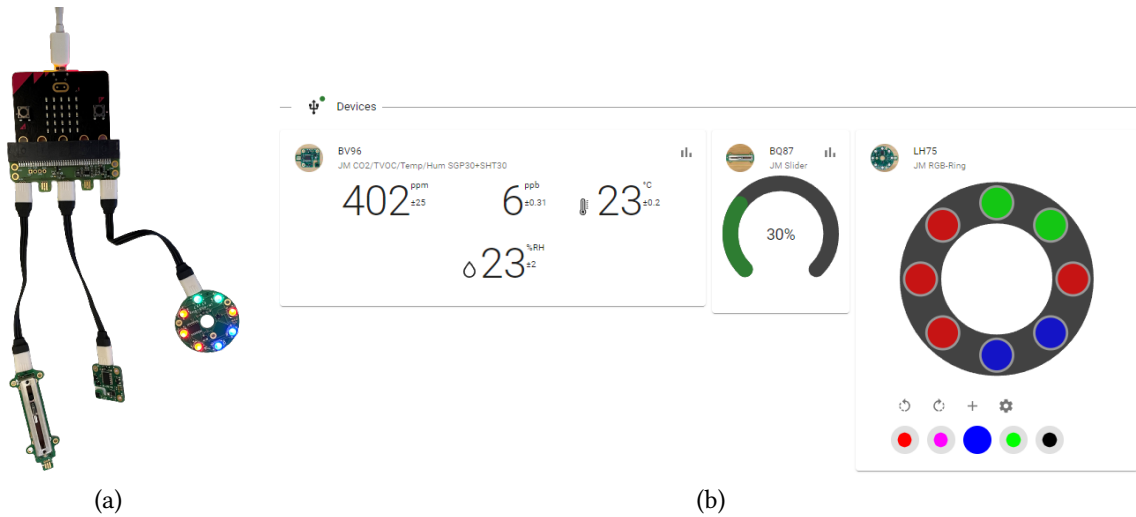 Devices
BV96
JM CO2/TVOC/Temp/Hum SGP30+SHT30
402 ppm ±25
6 ppb ±0.31
23 °C ±0.2
23 %RH ±2
BQ87
JM Slider
30%
LH75
JM RGB-Ring
(a)
(b)